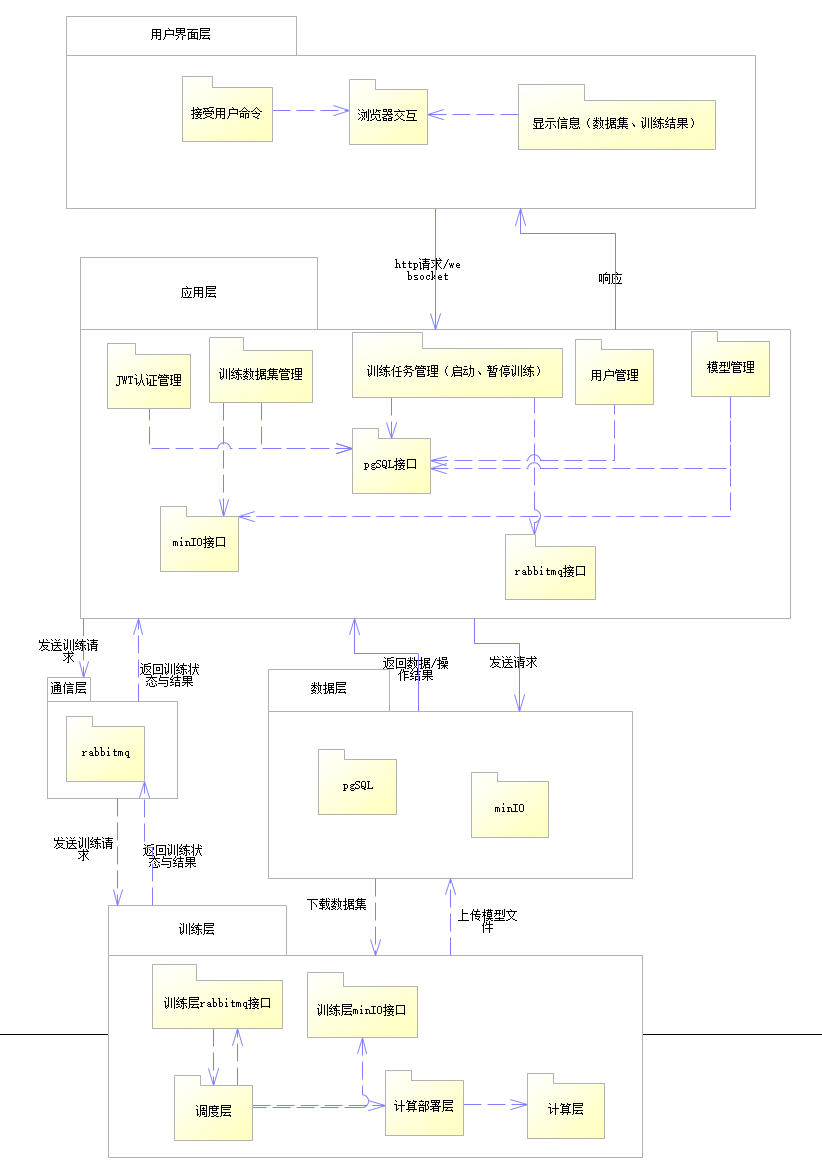 用户界面层
接受用户命令
浏览器交互
显示信息（数据集、训练结果）
http请求/we
bsocket
响应
应用层
JWT认证管理
训练数据集管理
训练任务管理（启动、暂停训练）
用户管理
模型管理
pgSQL接口
minIO接口
rabbitmq接口
发送训练请
求
返回训练状
态与结果
返回数据/操
作结果
发送请求
通信层
rabbitmq
数据层
pgSQL
minIO
发送训练请
求
返回训练状
态与结果
下载数据集
上传模型文
件
训练层
训练层rabbitmq接口
训练层minIO接口
调度层
计算部署层
计算层